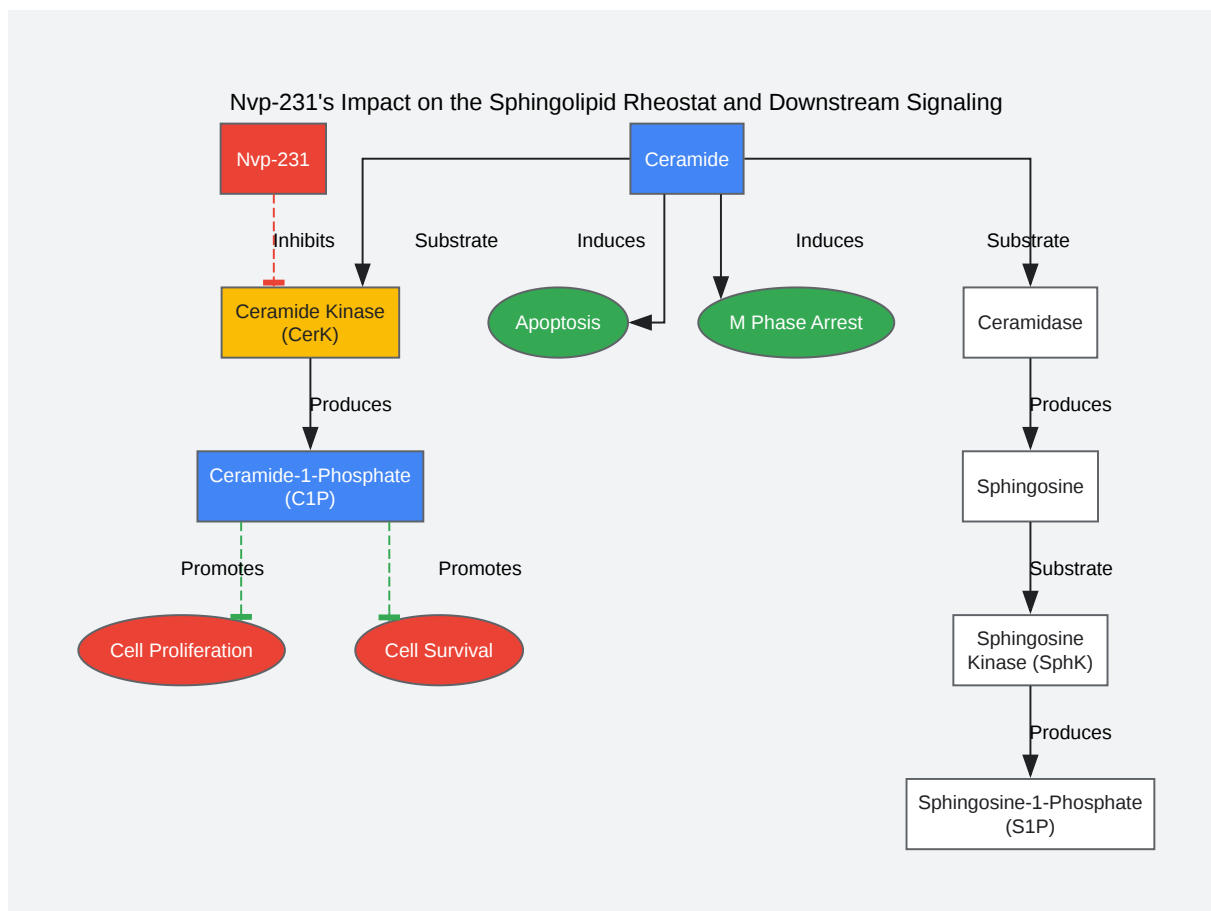 Nvp-231's Impact on the Sphingolipid Rheostat and Downstream Signaling
Nvp-231
Ceramide
Inhibits
Substrate
Induces
Induces
Substrate
Ceramide Kinase
(CerK)
Apoptosis
M Phase Arrest
Ceramidase
Produces
Produces
Ceramide-1-Phosphate
(C1P)
Sphingosine
Promotes
Promotes
Substrate
Cell Proliferation
Cell Survival
Sphingosine
Kinase (SphK)
Produces
Sphingosine-1-Phosphate
(S1P)